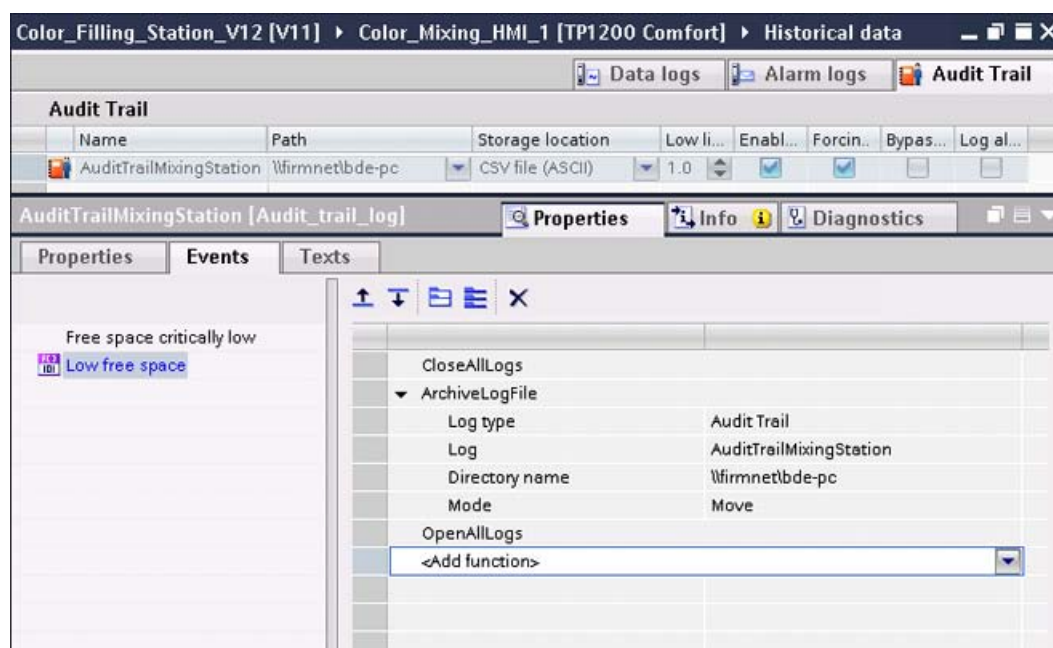 Color_Filling_Station_V12 [V11] ▸ Color_Mixing_HMI_1 [TP1200 Comfort] ▸ Historical data
Data logs Alarm logs Audit Trail
Audit Trail
Name Path Storage location Low li... Enabl... Forcin.. Bypas... Log al...
AuditTrailMixingStation \\firmnet\bde-pc CSV file (ASCII) 1.0
AuditTrailMixingStation [Audit_trail_log] Properties Info Diagnostics
Properties Events Texts
Free space critically low
Low free space
CloseAllLogs
ArchiveLogFile
Log type Audit Trail
Log AuditTrailMixingStation
Directory name \\firmnet\bde-pc
Mode Move
OpenAllLogs
<Add function>